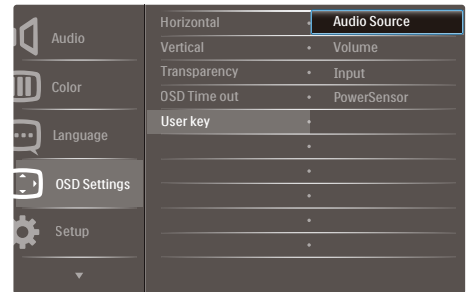 Audio
Color
Language
OSD Settings
Setup
Horizontal
Vertical
Transparency
OSD Time out
User key
Audio Source
Volume
Input
PowerSensor